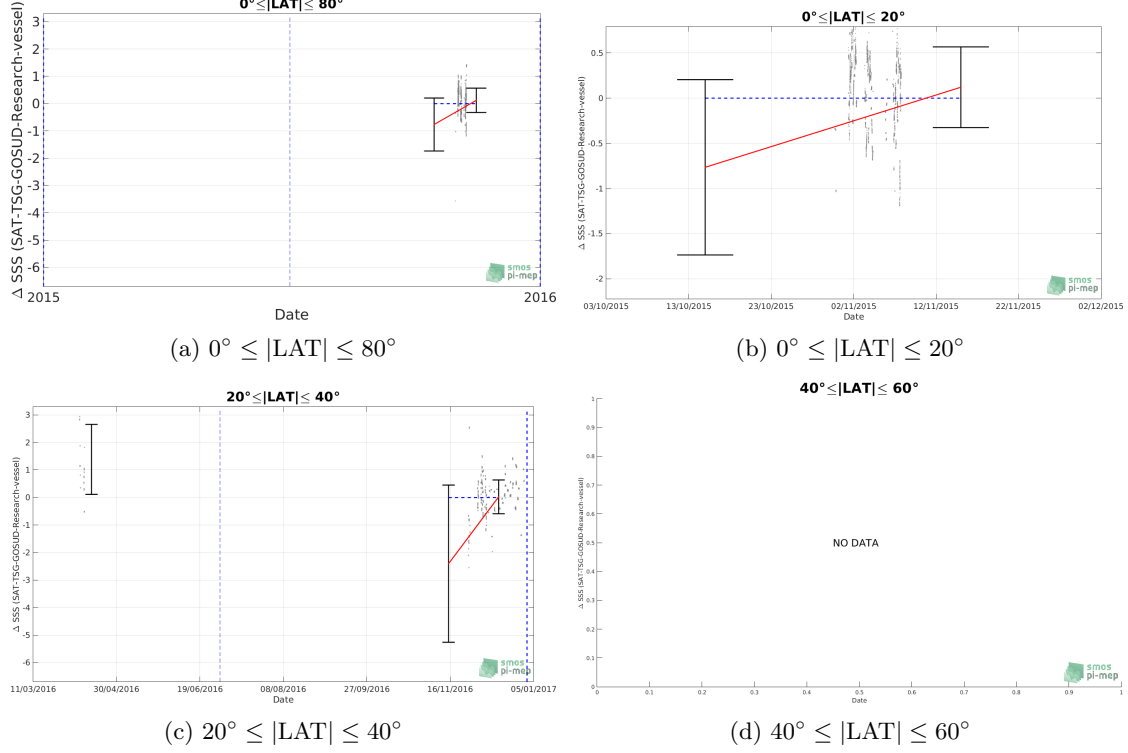 0°≤|LAT|≤ 80°
Δ SSS (SAT-TSG-GOSUD-Research-vessel)
3
2
1
0
-1
-2
-3
-4
-5
-6
2015
2016
Date
smos
pi-mep
(a) 0° ≤ |LAT| ≤ 80°
0°≤|LAT|≤ 20°
Δ SSS (SAT-TSG-GOSUD-Research-vessel)
0.5
0
-0.5
-1
-1.5
-2
03/10/2015
13/10/2015
23/10/2015
02/11/2015
12/11/2015
22/11/2015
02/12/2015
Date
smos
pi-mep
(b) 0° ≤ |LAT| ≤ 20°
20°≤|LAT|≤ 40°
Δ SSS (SAT-TSG-GOSUD-Research-vessel)
3
2
1
0
-1
-2
-3
-4
-5
-6
11/03/2016
30/04/2016
19/06/2016
08/08/2016
27/09/2016
16/11/2016
05/01/2017
Date
smos
pi-mep
(c) 20° ≤ |LAT| ≤ 40°
40°≤|LAT|≤ 60°
Δ SSS (SAT-TSG-GOSUD-Research-vessel)
1
0.9
0.8
0.7
0.6
0.5
0.4
0.3
0.2
0.1
0
NO DATA
0
0.1
0.2
0.3
0.4
0.5
0.6
0.7
0.8
0.9
1
Date
smos
pi-mep
(d) 40° ≤ |LAT| ≤ 60°